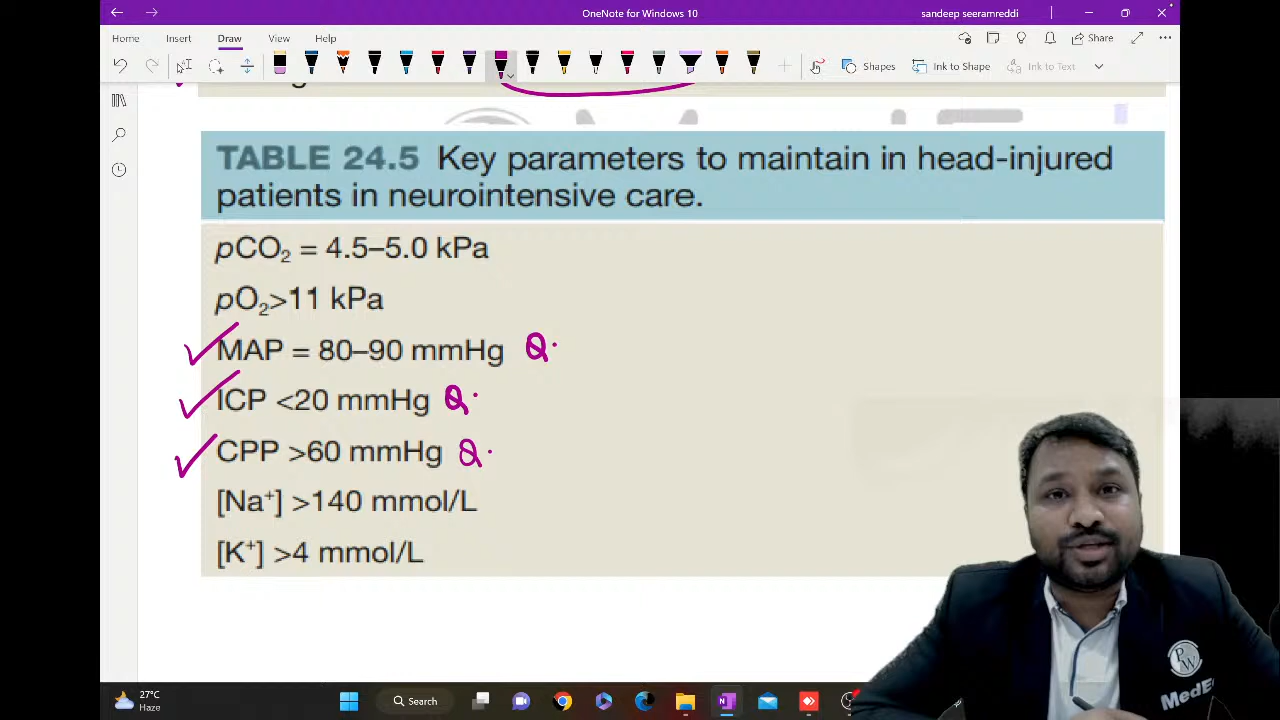 OneNote for Windows 10
sandeep seeramreddi
Home Insert Draw View Help
Share
Shapes Ink to Shape Ink to Text
TABLE 24.5 Key parameters to maintain in head-injured
patients in neurointensive care.
pCO₂ = 4.5–5.0 kPa
pO₂>11 kPa
MAP = 80–90 mmHg Q.
ICP <20 mmHg Q.
CPP >60 mmHg Q.
[Na⁺] >140 mmol/L
[K⁺] >4 mmol/L
PW
MedE
27°C
Haze
Search